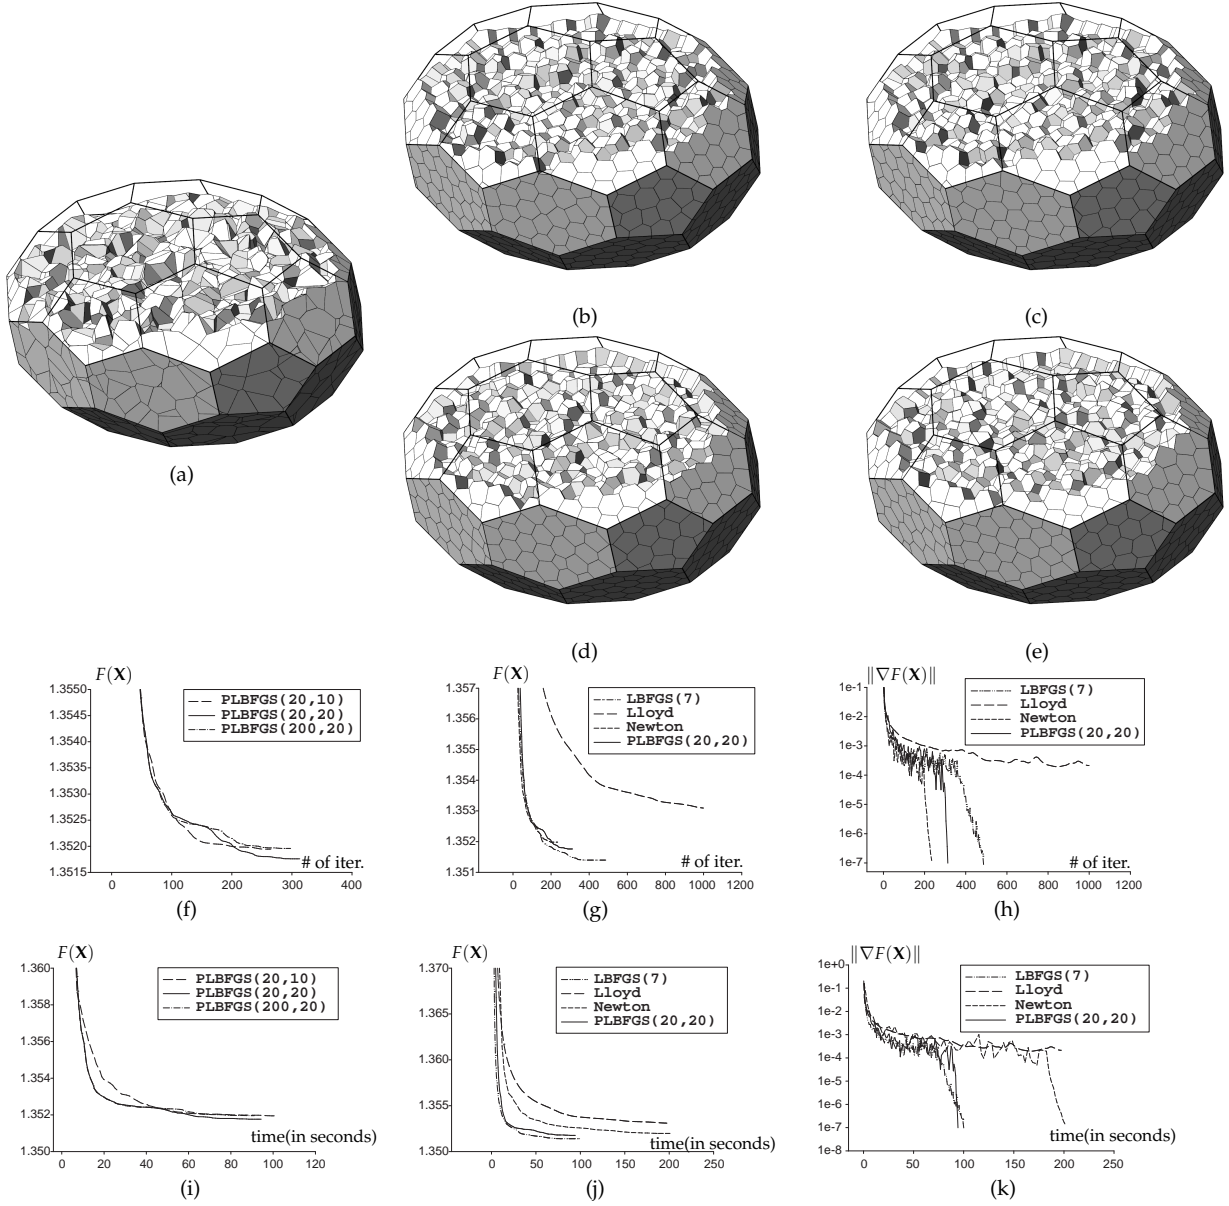 (b)
(c)
(a)
(d)
(e)
F(X)
1.3550
1.3545
1.3540
1.3535
1.3530
1.3525
1.3520
1.3515
PLBFGS(20,10)
PLBFGS(20,20)
PLBFGS(200,20)
# of iter.
0 100 200 300 400
(f)
F(X)
1.357
1.356
1.355
1.354
1.353
1.352
1.351
LBFGS(7)
Lloyd
Newton
PLBFGS(20,20)
# of iter.
0 200 400 600 800 1000 1200
(g)
‖∇F(X)‖
1e-1
1e-2
1e-3
1e-4
1e-5
1e-6
1e-7
LBFGS(7)
Lloyd
Newton
PLBFGS(20,20)
# of iter.
0 200 400 600 800 1000 1200
(h)
F(X)
1.360
1.358
1.356
1.354
1.352
1.350
PLBFGS(20,10)
PLBFGS(20,20)
PLBFGS(200,20)
time(in seconds)
0 20 40 60 80 100 120
(i)
F(X)
1.370
1.365
1.360
1.355
1.350
LBFGS(7)
Lloyd
Newton
PLBFGS(20,20)
time(in seconds)
0 50 100 150 200 250
(j)
‖∇F(X)‖
1e+0
1e-1
1e-2
1e-3
1e-4
1e-5
1e-6
1e-7
1e-8
LBFGS(7)
Lloyd
Newton
PLBFGS(20,20)
time(in seconds)
0 50 100 150 200 250
(k)